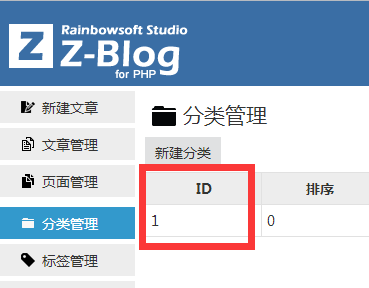 Rainbowsoft Studio
Z Z-Blog
for PHP
新建文章
文章管理
页面管理
分类管理
标签管理
分类管理
新建分类
ID 排序
1 0